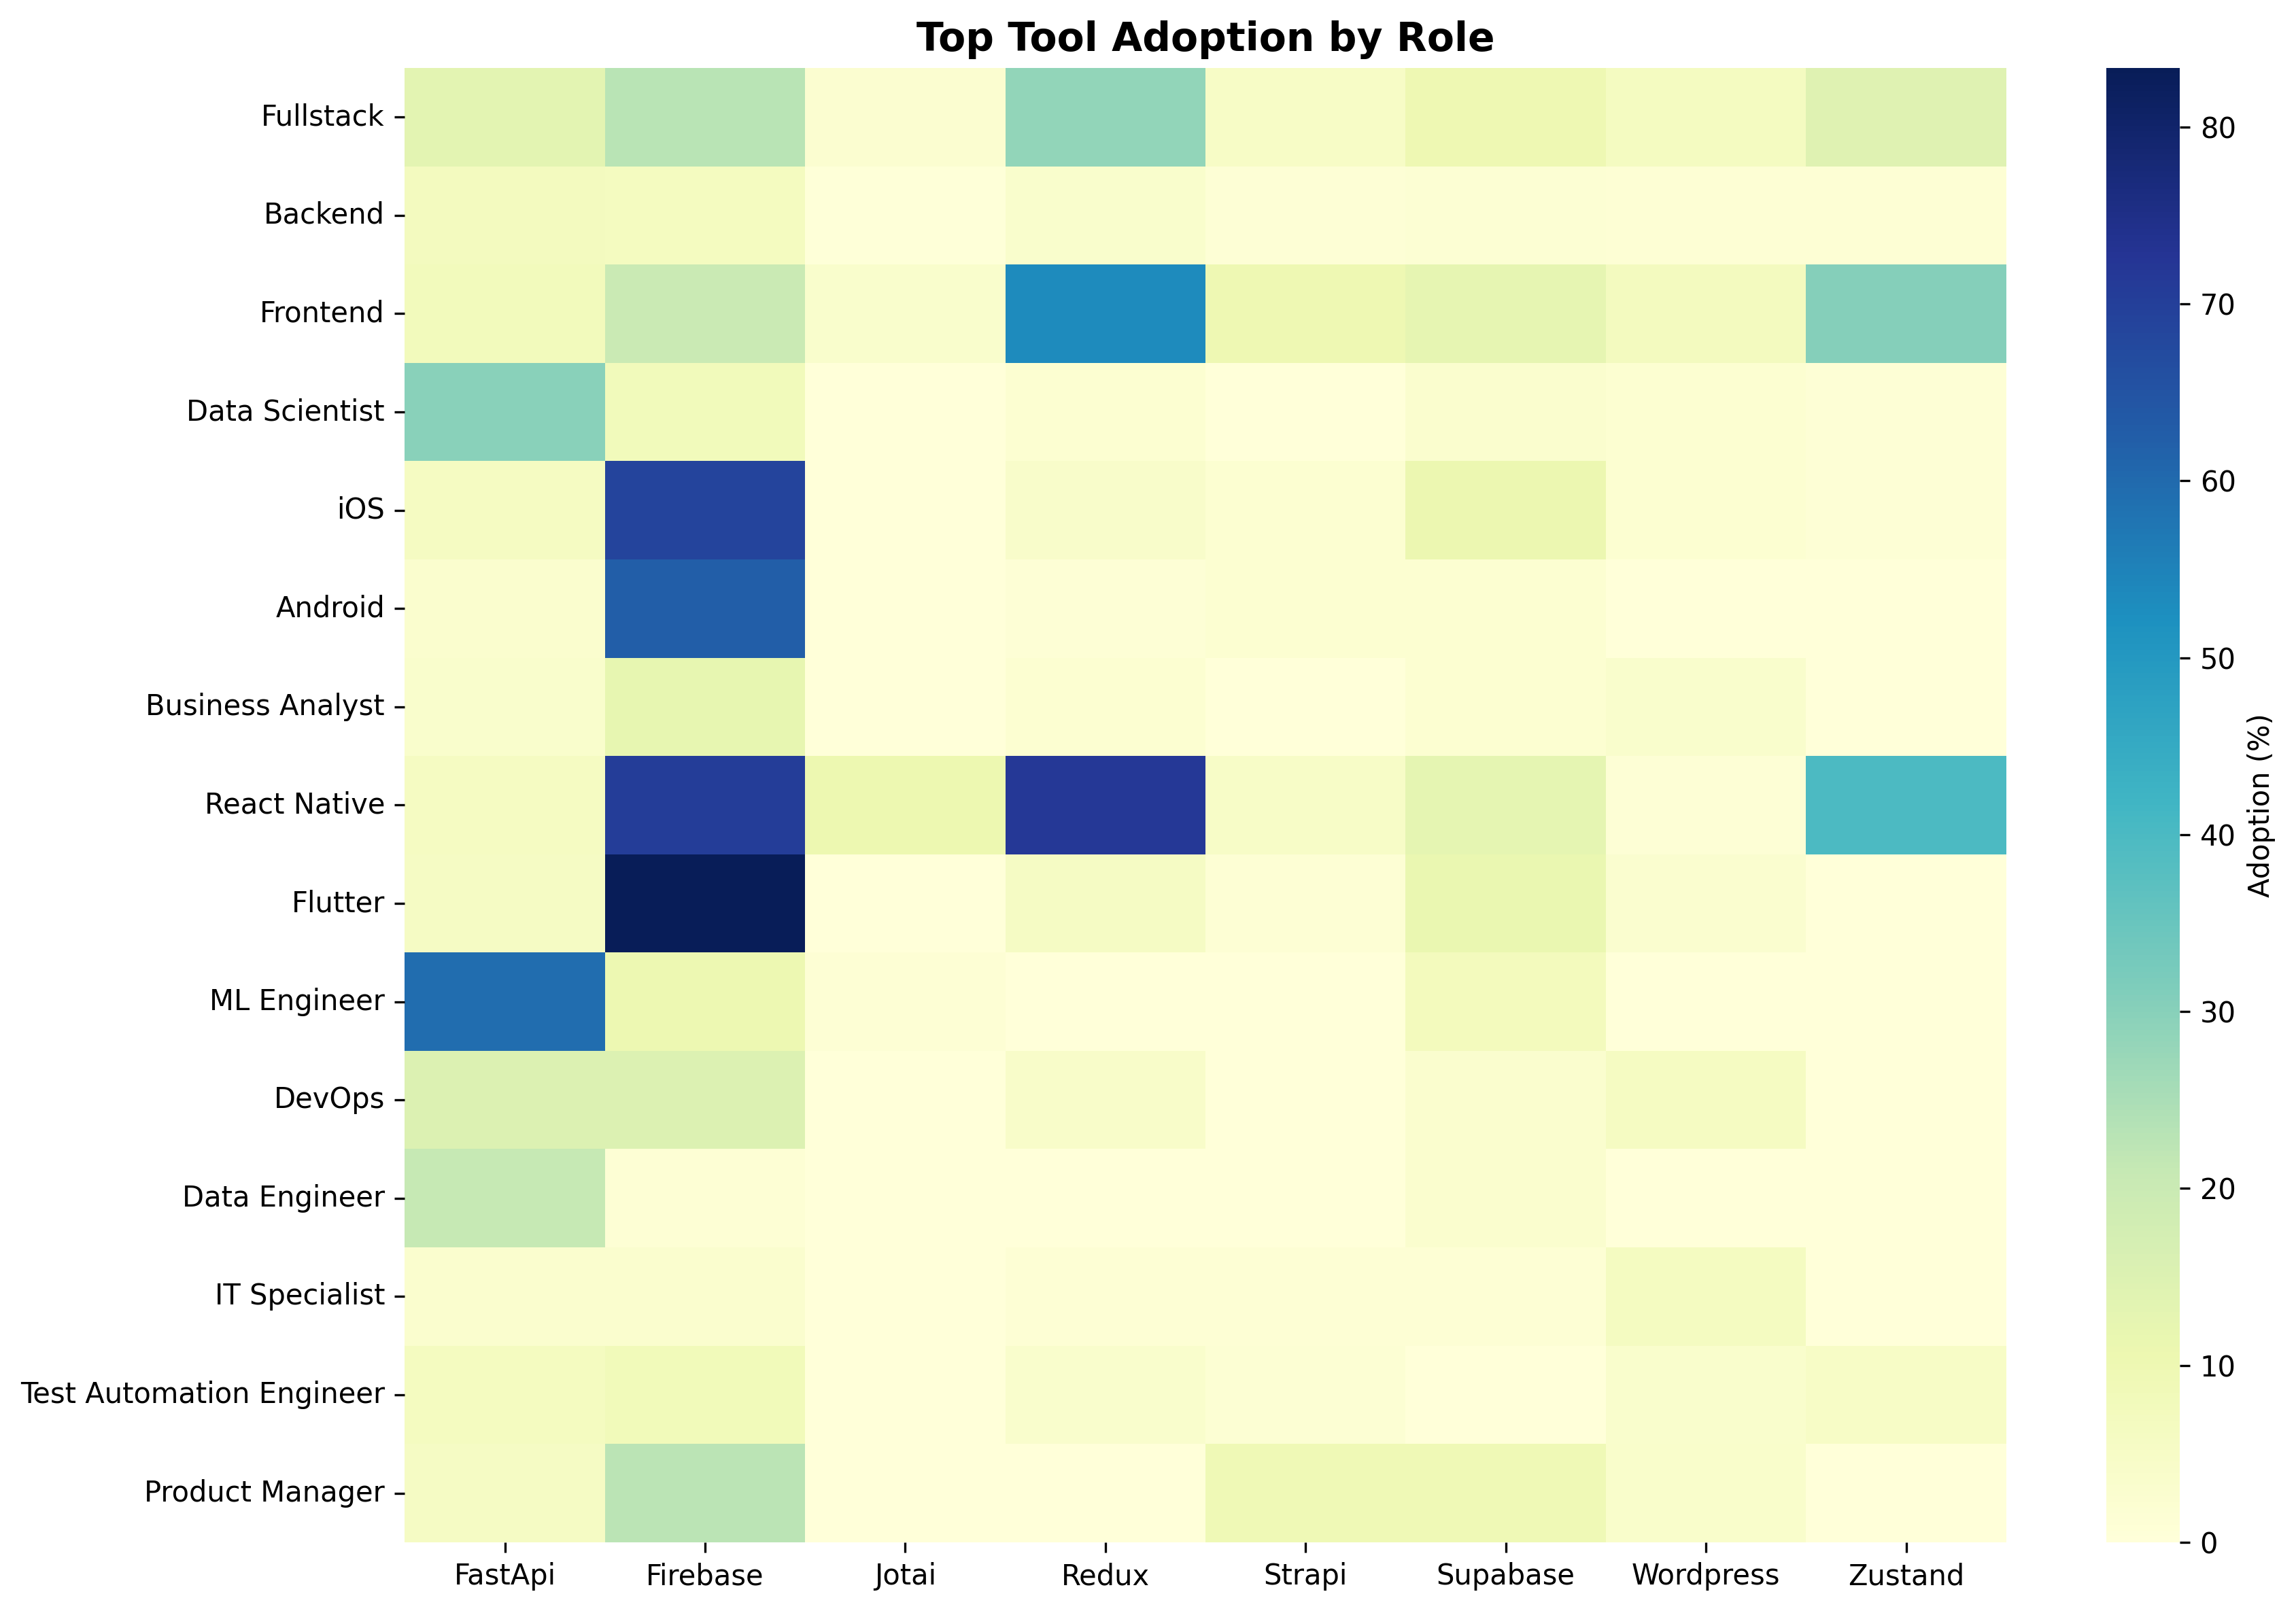 Top Tool Adoption by Role
Fullstack
Backend
Frontend
Data Scientist
iOS
Android
Business Analyst
React Native
Flutter
ML Engineer
DevOps
Data Engineer
IT Specialist
Test Automation Engineer
Product Manager
FastApi Firebase Jotai Redux Strapi Supabase Wordpress Zustand
80
70
60
50
40
30
20
10
0
Adoption (%)